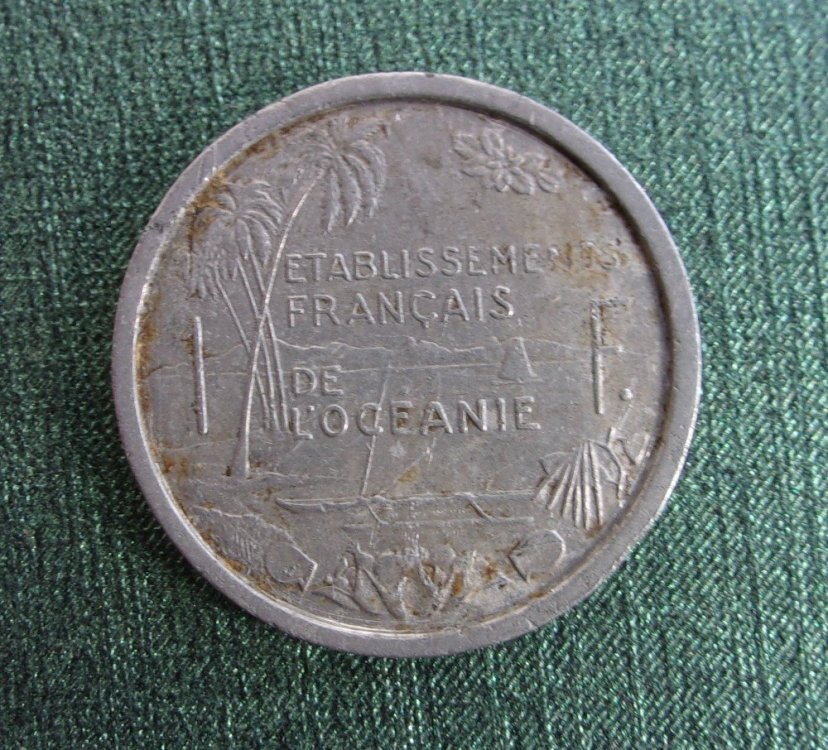 ETABLISSEMENTS
FRANÇAIS
1 F.
DE
L'OCEANIE